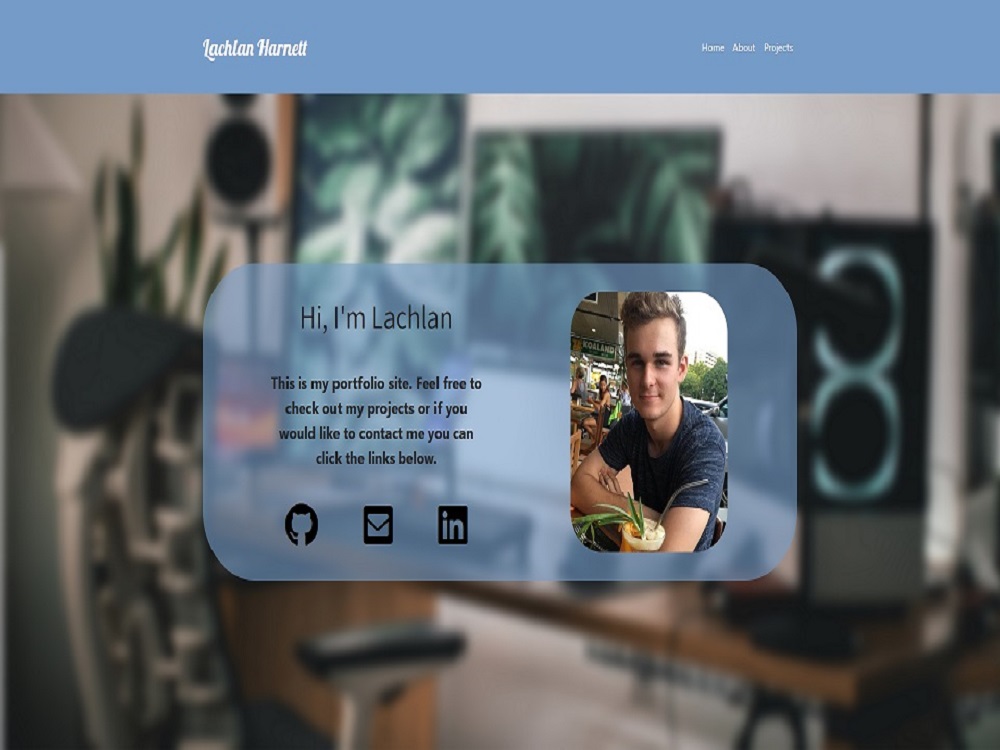 Lachlan Harnett
Home About Projects
Hi, I'm Lachlan
This is my portfolio site. Feel free to
check out my projects or if you
would like to contact me you can
click the links below.
in
KOALAND